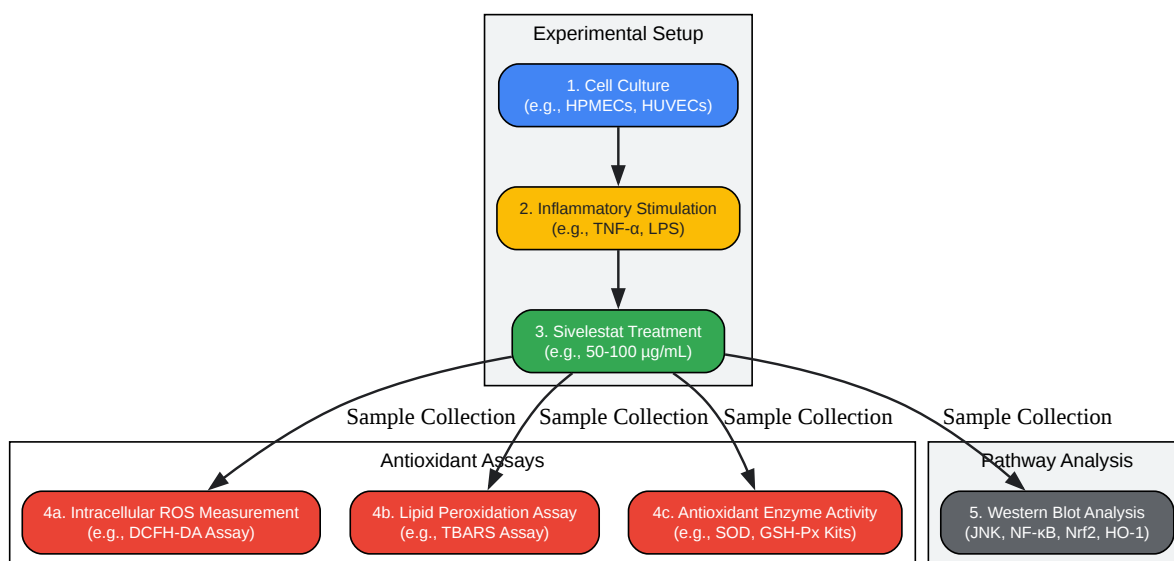 Experimental Setup
1. Cell Culture
(e.g., HPMECs, HUVECs)
2. Inflammatory Stimulation
(e.g., TNF-α, LPS)
3. Sivelestat Treatment
(e.g., 50-100 µg/mL)
Sample Collection
Sample Collection
Sample Collection
Sample Collection
Antioxidant Assays
4a. Intracellular ROS Measurement
(e.g., DCFH-DA Assay)
4b. Lipid Peroxidation Assay
(e.g., TBARS Assay)
4c. Antioxidant Enzyme Activity
(e.g., SOD, GSH-Px Kits)
Pathway Analysis
5. Western Blot Analysis
(JNK, NF-κB, Nrf2, HO-1)